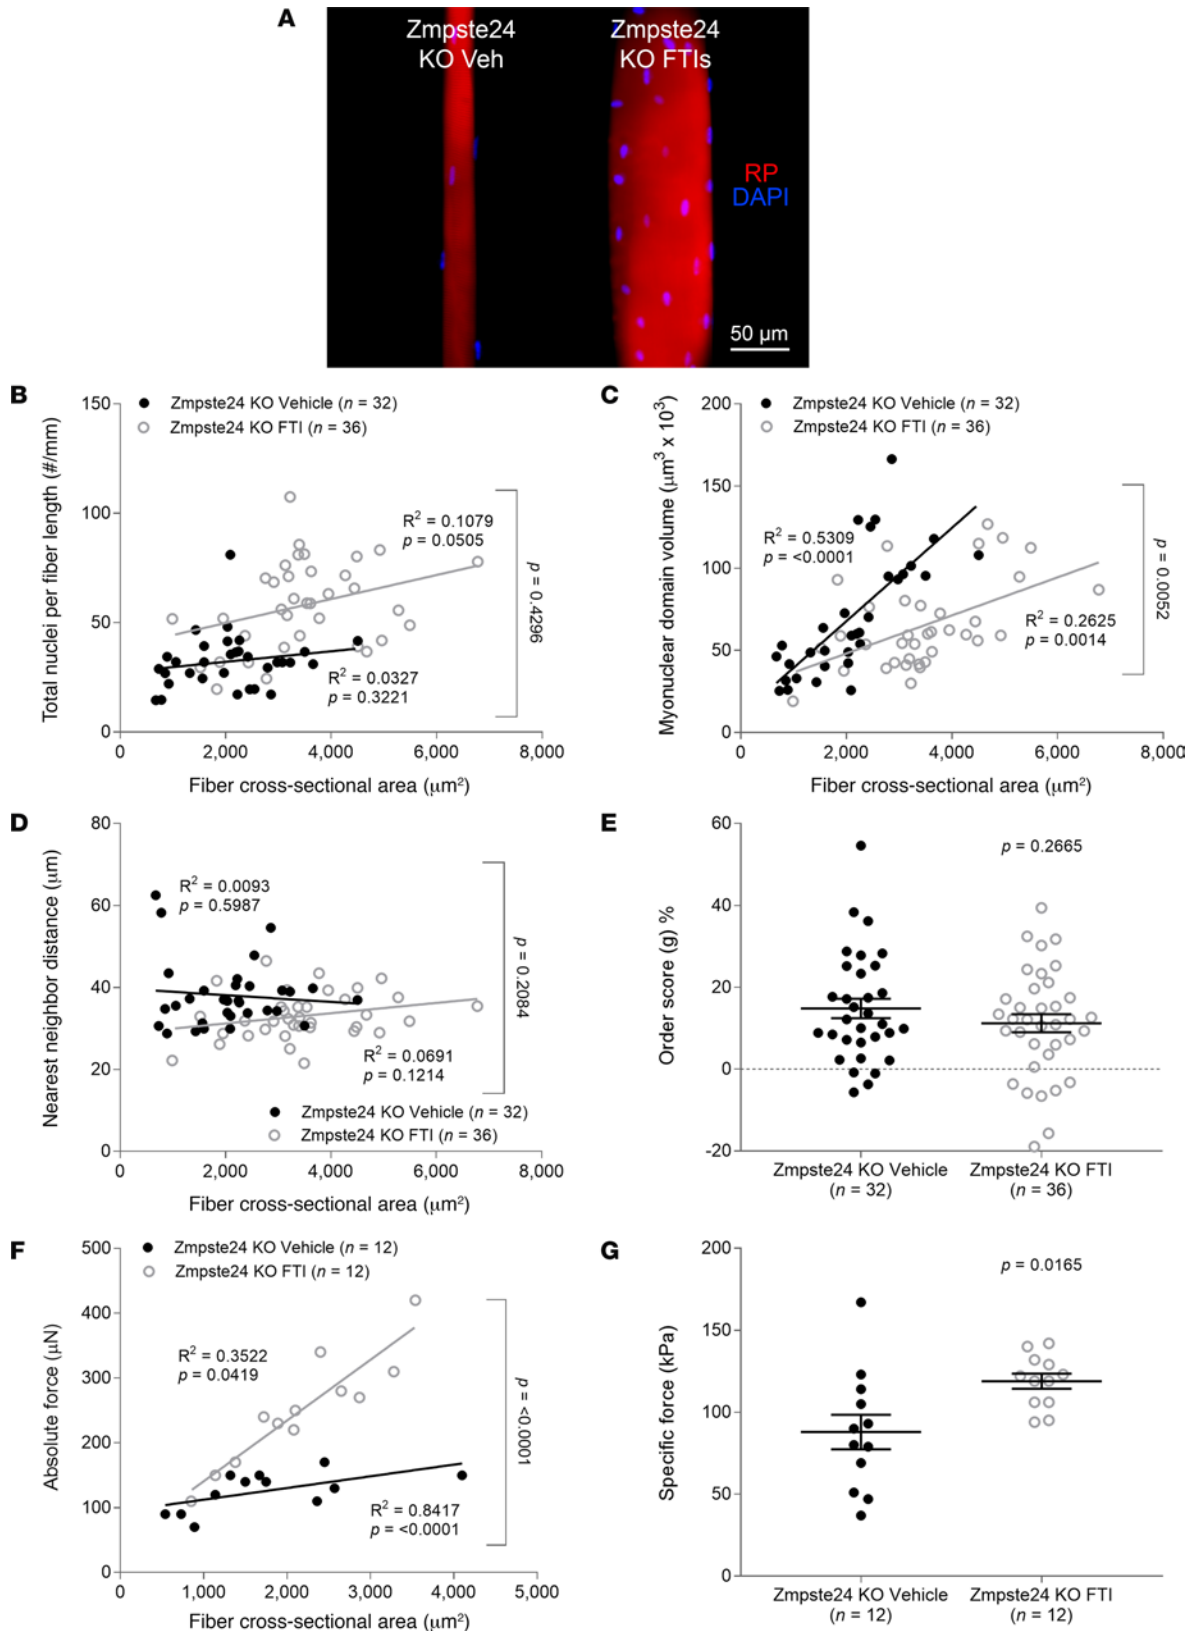 A
Zmpste24
KO Veh
Zmpste24
KO FTIs
RP
DAPI
50 µm
B
Zmpste24 KO Vehicle (n = 32)
Zmpste24 KO FTI (n = 36)
Total nuclei per fiber length (#/mm)
150
100
50
0
R² = 0.1079
p = 0.0505
R² = 0.0327
p = 0.3221
p = 0.4296
0
2,000
4,000
6,000
8,000
Fiber cross-sectional area (µm²)
C
Zmpste24 KO Vehicle (n = 32)
Zmpste24 KO FTI (n = 36)
Myonuclear domain volume (µm³ x 10³)
200
150
100
50
0
R² = 0.5309
p = <0.0001
R² = 0.2625
p = 0.0014
p = 0.0052
0
2,000
4,000
6,000
8,000
Fiber cross-sectional area (µm²)
D
Nearest neighbor distance (µm)
80
60
40
20
0
R² = 0.0093
p = 0.5987
R² = 0.0691
p = 0.1214
p = 0.2084
Zmpste24 KO Vehicle (n = 32)
Zmpste24 KO FTI (n = 36)
0
2,000
4,000
6,000
8,000
Fiber cross-sectional area (µm²)
E
Order score (g) %
60
40
20
0
-20
p = 0.2665
Zmpste24 KO Vehicle
(n = 32)
Zmpste24 KO FTI
(n = 36)
F
Zmpste24 KO Vehicle (n = 12)
Zmpste24 KO FTI (n = 12)
Absolute force (µN)
500
400
300
200
100
0
R² = 0.3522
p = 0.0419
R² = 0.8417
p = <0.0001
p = <0.0001
0
1,000
2,000
3,000
4,000
5,000
Fiber cross-sectional area (µm²)
G
Specific force (kPa)
200
150
100
50
0
p = 0.0165
Zmpste24 KO Vehicle
(n = 12)
Zmpste24 KO FTI
(n = 12)